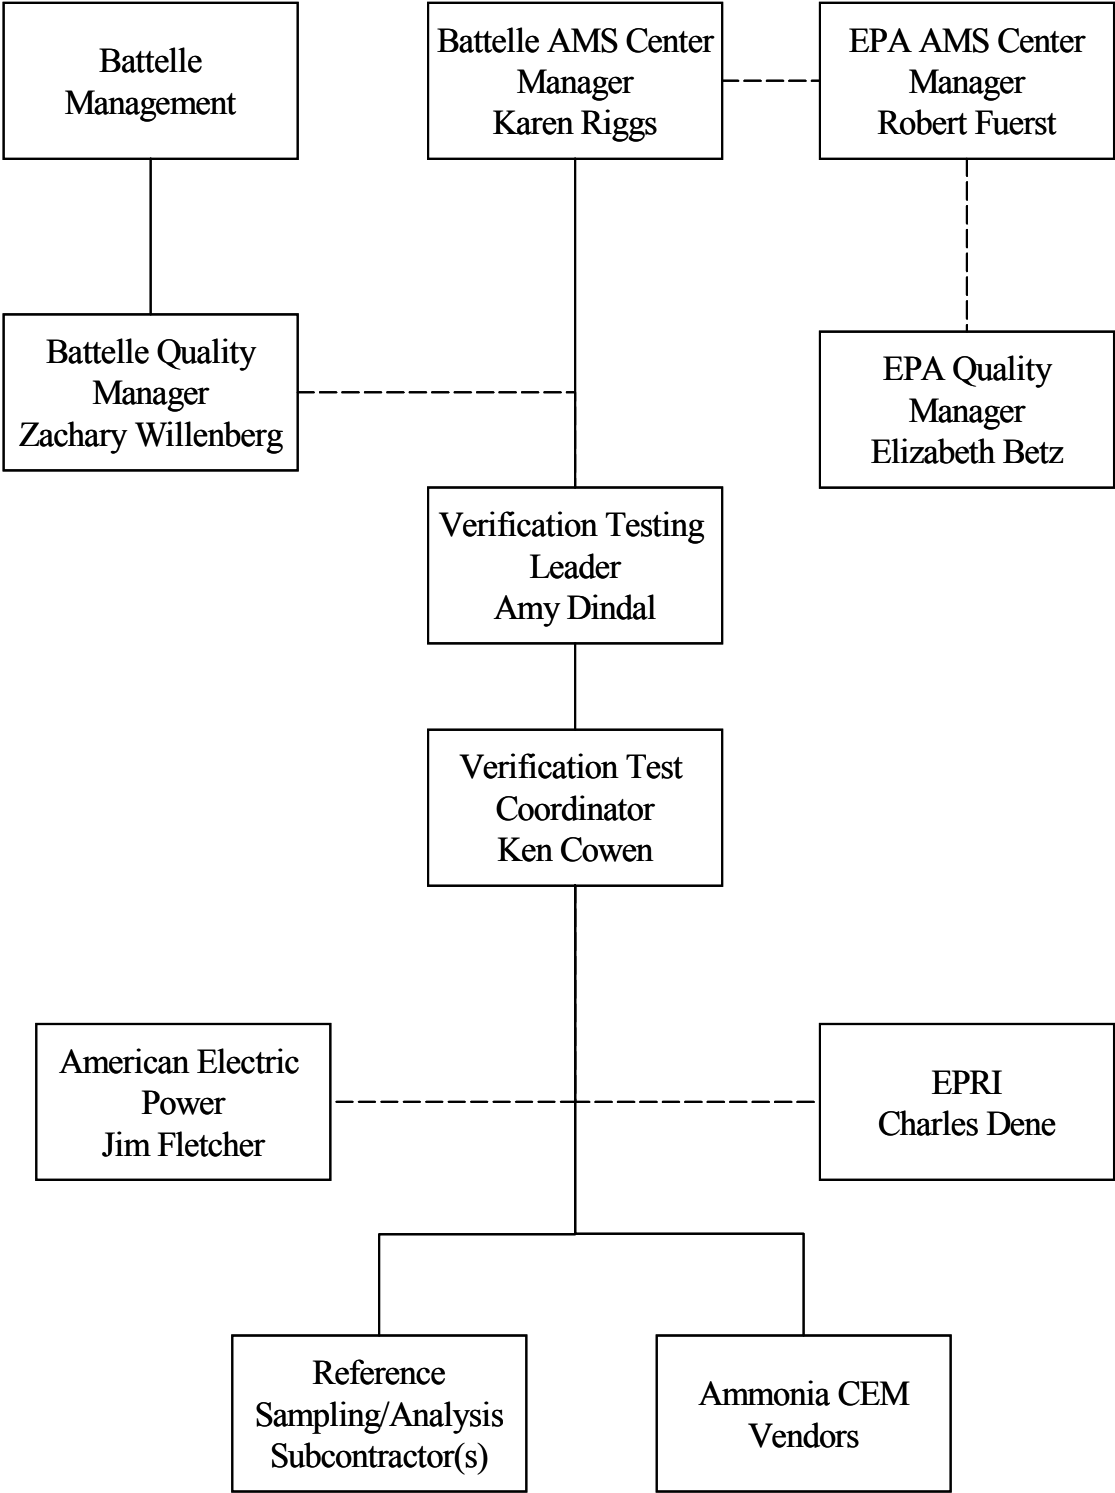 Battelle
Management
Battelle AMS Center
Manager
Karen Riggs
EPA AMS Center
Manager
Robert Fuerst
Battelle Quality
Manager
Zachary Willenberg
EPA Quality
Manager
Elizabeth Betz
Verification Testing
Leader
Amy Dindal
Verification Test
Coordinator
Ken Cowen
American Electric
Power
Jim Fletcher
EPRI
Charles Dene
Reference
Sampling/Analysis
Subcontractor(s)
Ammonia CEM
Vendors